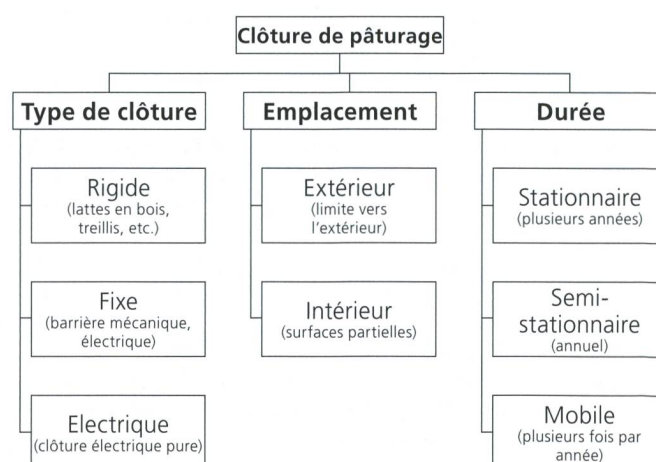 Clôture de pâturage
Type de clôture
Rigide
(lattes en bois,
treillis, etc.)
Fixe
(barrière mécanique,
électrique)
Electrique
(clôture électrique pure)
Emplacement
Extérieur
(limite vers
l'extérieur)
Intérieur
(surfaces partielles)
Durée
Stationnaire
(plusieurs années)
Semi-
stationnaire
(annuel)
Mobile
(plusieurs fois par
année)